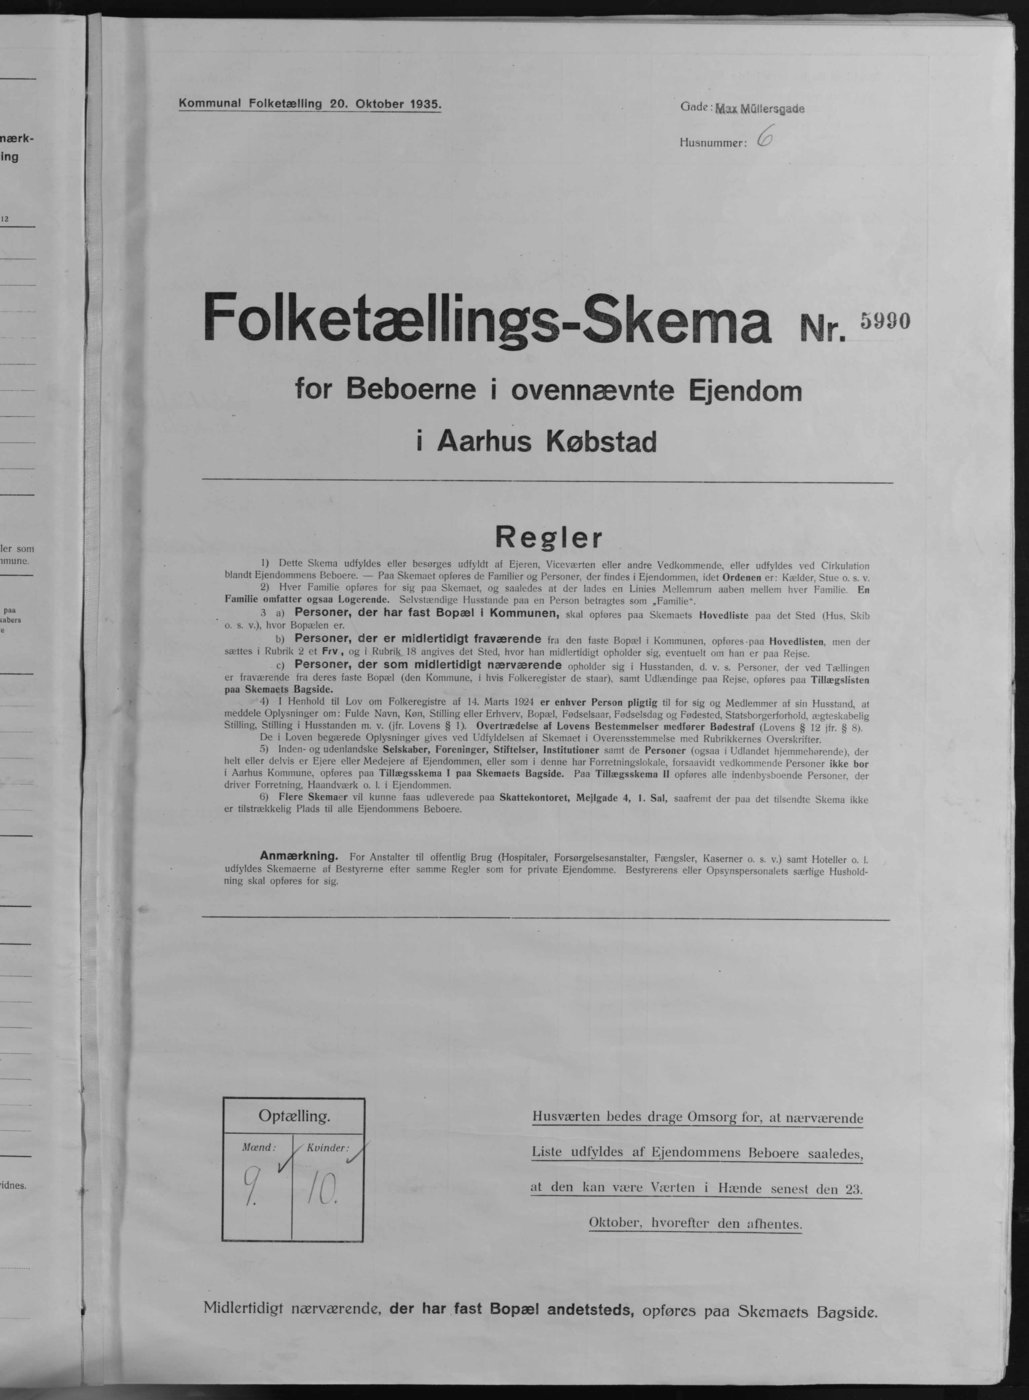 nærk-
ing
12
ler som
mmune.
paa
kabers
e
idnes.
Kommunal Folketælling 20. Oktober 1935.
Gade: Max Müllersgade
Husnummer: 6
Folketællings-Skema Nr. 5990
for Beboerne i ovennævnte Ejendom
i Aarhus Købstad
Regler
1) Dette Skema udfyldes eller besørges udfyldt af Ejeren, Viceværten eller andre Vedkommende, eller udfyldes ved Cirkulation
blandt Ejendommens Beboere. — Paa Skemaet opføres de Familier og Personer, der findes i Ejendommen, idet Ordenen er: Kælder, Stue o. s. v.
2) Hver Familie opføres for sig paa Skemaet, og saaledes at der lades en Linies Mellemrum aaben mellem hver Familie. En
Familie omfatter ogsaa Logerende. Selvstændige Husstande paa en Person betragtes som „Familie".
3 a) Personer, der har fast Bopæl i Kommunen, skal opføres paa Skemaets Hovedliste paa det Sted (Hus, Skib
o. s. v.), hvor Bopælen er.
b) Personer, der er midlertidigt fraværende fra den faste Bopæl i Kommunen, opføres paa Hovedlisten, men der
sættes i Rubrik 2 et Frv., og i Rubrik 18 angives det Sted, hvor han midlertidigt opholder sig, eventuelt om han er paa Rejse.
c) Personer, der som midlertidigt nærværende opholder sig i Husstanden, d. v. s. Personer, der ved Tællingen
er fraværende fra deres faste Bopæl (den Kommune, i hvis Folkeregister de staar), samt Udlændinge paa Rejse, opføres paa Tillægslisten
paa Skemaets Bagside.
4) I Henhold til Lov om Folkeregistre af 14. Marts 1924 er enhver Person pligtig til for sig og Medlemmer af sin Husstand, at
meddele Oplysninger om: Fulde Navn, Køn, Stilling eller Erhverv, Bopæl, Fødselsaar, Fødselsdag og Fødested, Statsborgerforhold, ægteskabelig
Stilling, Stilling i Husstanden m. v. (jfr. Lovens § 1). Overtrædelse af Lovens Bestemmelser medfører Bødestraf (Lovens § 12 jfr. § 8).
De i Loven begærede Oplysninger gives ved Udfyldelsen af Skemaet i Overensstemmelse med Rubrikkernes Overskrifter.
5) Inden- og udenlandske Selskaber, Foreninger, Stiftelser, Institutioner samt de Personer (ogsaa i Udlandet hjemmehørende), der
helt eller delvis er Ejere eller Medejere af Ejendommen, eller som i denne har Forretningslokale, forsaavidt vedkommende Personer ikke bor
i Aarhus Kommune, opføres paa Tillægsskema I paa Skemaets Bagside. Paa Tillægsskema II opføres alle indenbysboende Personer, der
driver Forretning, Haandværk o. l. i Ejendommen.
6) Flere Skemaer vil kunne faas udleverede paa Skattekontoret, Mejlgade 4, 1. Sal, saafremt der paa det tilsendte Skema ikke
er tilstrækkelig Plads til alle Ejendommens Beboere.
Anmærkning. For Anstalter til offentlig Brug (Hospitaler, Forsørgelsesanstalter, Fængsler, Kaserner o. s. v.) samt Hoteller o. l.
udfyldes Skemaerne af Bestyrerne efter samme Regler som for private Ejendomme. Bestyrerens eller Opsynspersonalets særlige Hushold-
ning skal opføres for sig.
Optælling.
Mænd: Kvinder:
9. 10.
Husværten bedes drage Omsorg for, at nærværende
Liste udfyldes af Ejendommens Beboere saaledes,
at den kan være Værten i Hænde senest den 23.
Oktober, hvorefter den afhentes.
Midlertidigt nærværende, der har fast Bopæl andetsteds, opføres paa Skemaets Bagside.